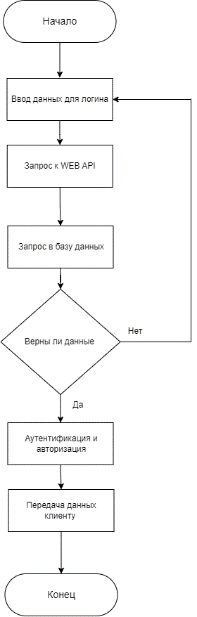 Начало
Ввод данных для логина
Запрос к WEB API
Запрос в базу данных
Верны ли данные
Нет
Да
Аутентификация и
авторизация
Передача данных
клиенту
Конец